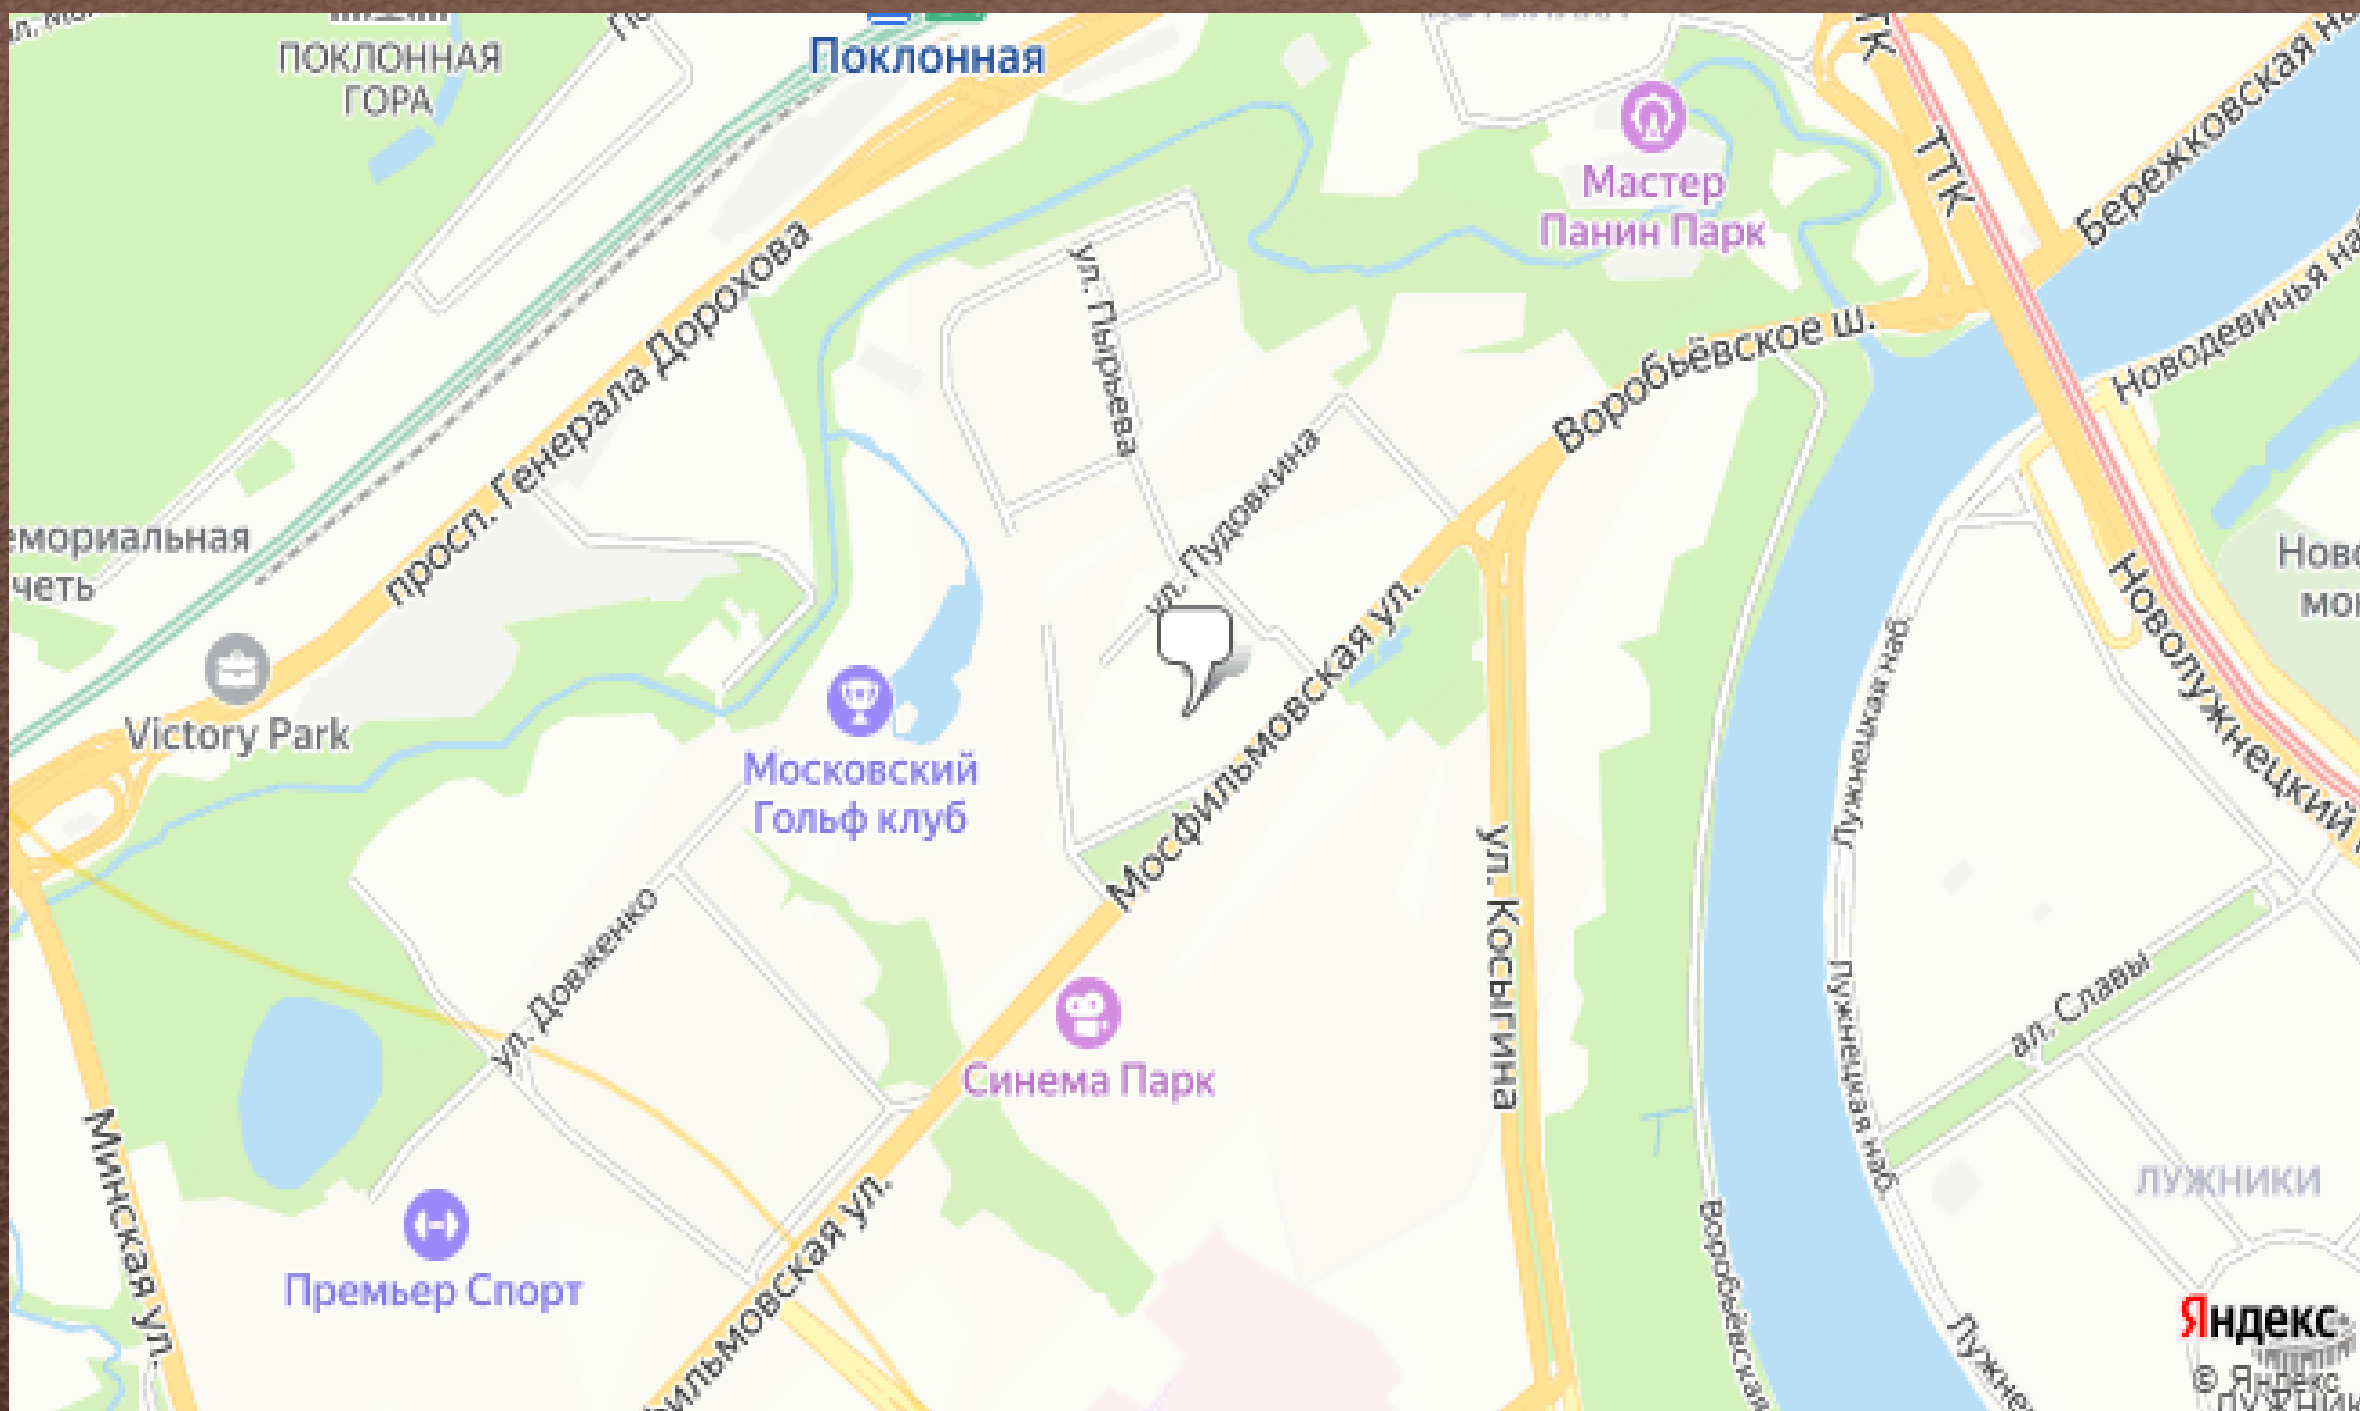 ПОКЛОННАЯ
ГОРА
Поклонная
ТТК
Бережковская
Мастер
Панин Парк
просп. Генерала Дорохова
ул. Пырьева
Воробьёвское ш.
Новодевичья
ул. Пудовкина
Victory Park
Московский
Гольф клуб
Мосфильмовская ул.
Лужнецкая наб.
Новолужнецкий
ул. Косыгина
ул. Довженко
Синема Парк
ал. Славы
Лужнецкая наб.
ЛУЖНИКИ
Минская ул.
Премьер Спорт
Воробьёвская
Яндекс
© Яндекс